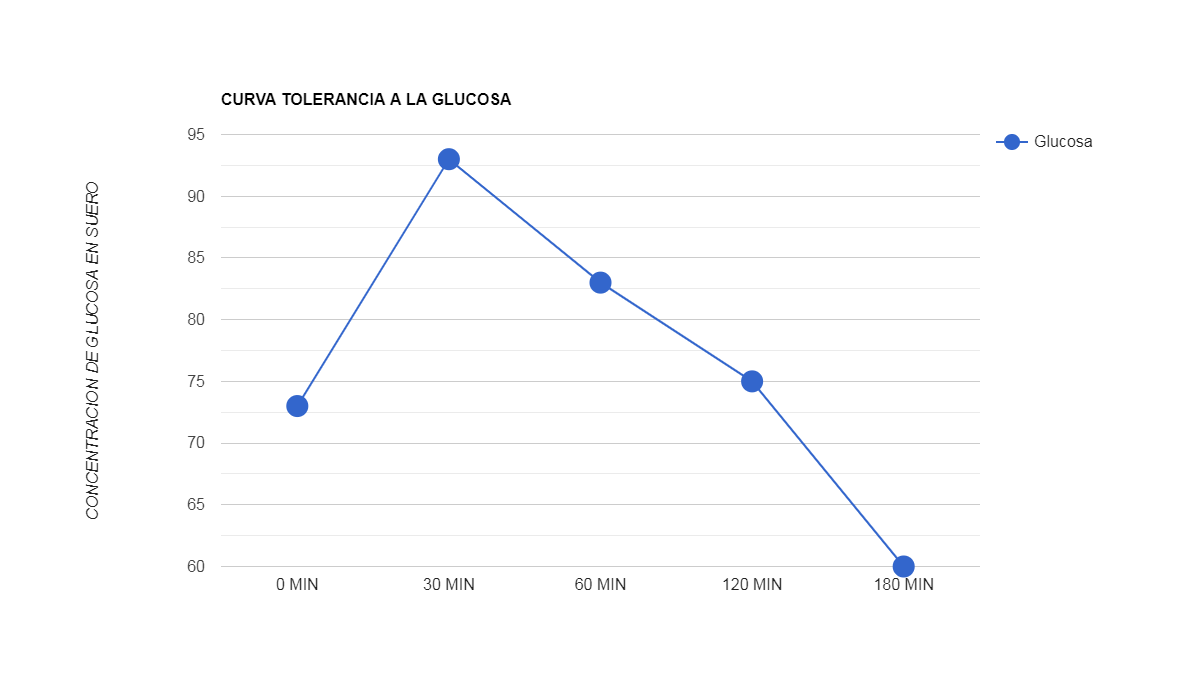 CURVA TOLERANCIA A LA GLUCOSA
Glucosa
CONCENTRACION DE GLUCOSA EN SUERO
95
90
85
80
75
70
65
60
0 MIN
30 MIN
60 MIN
120 MIN
180 MIN